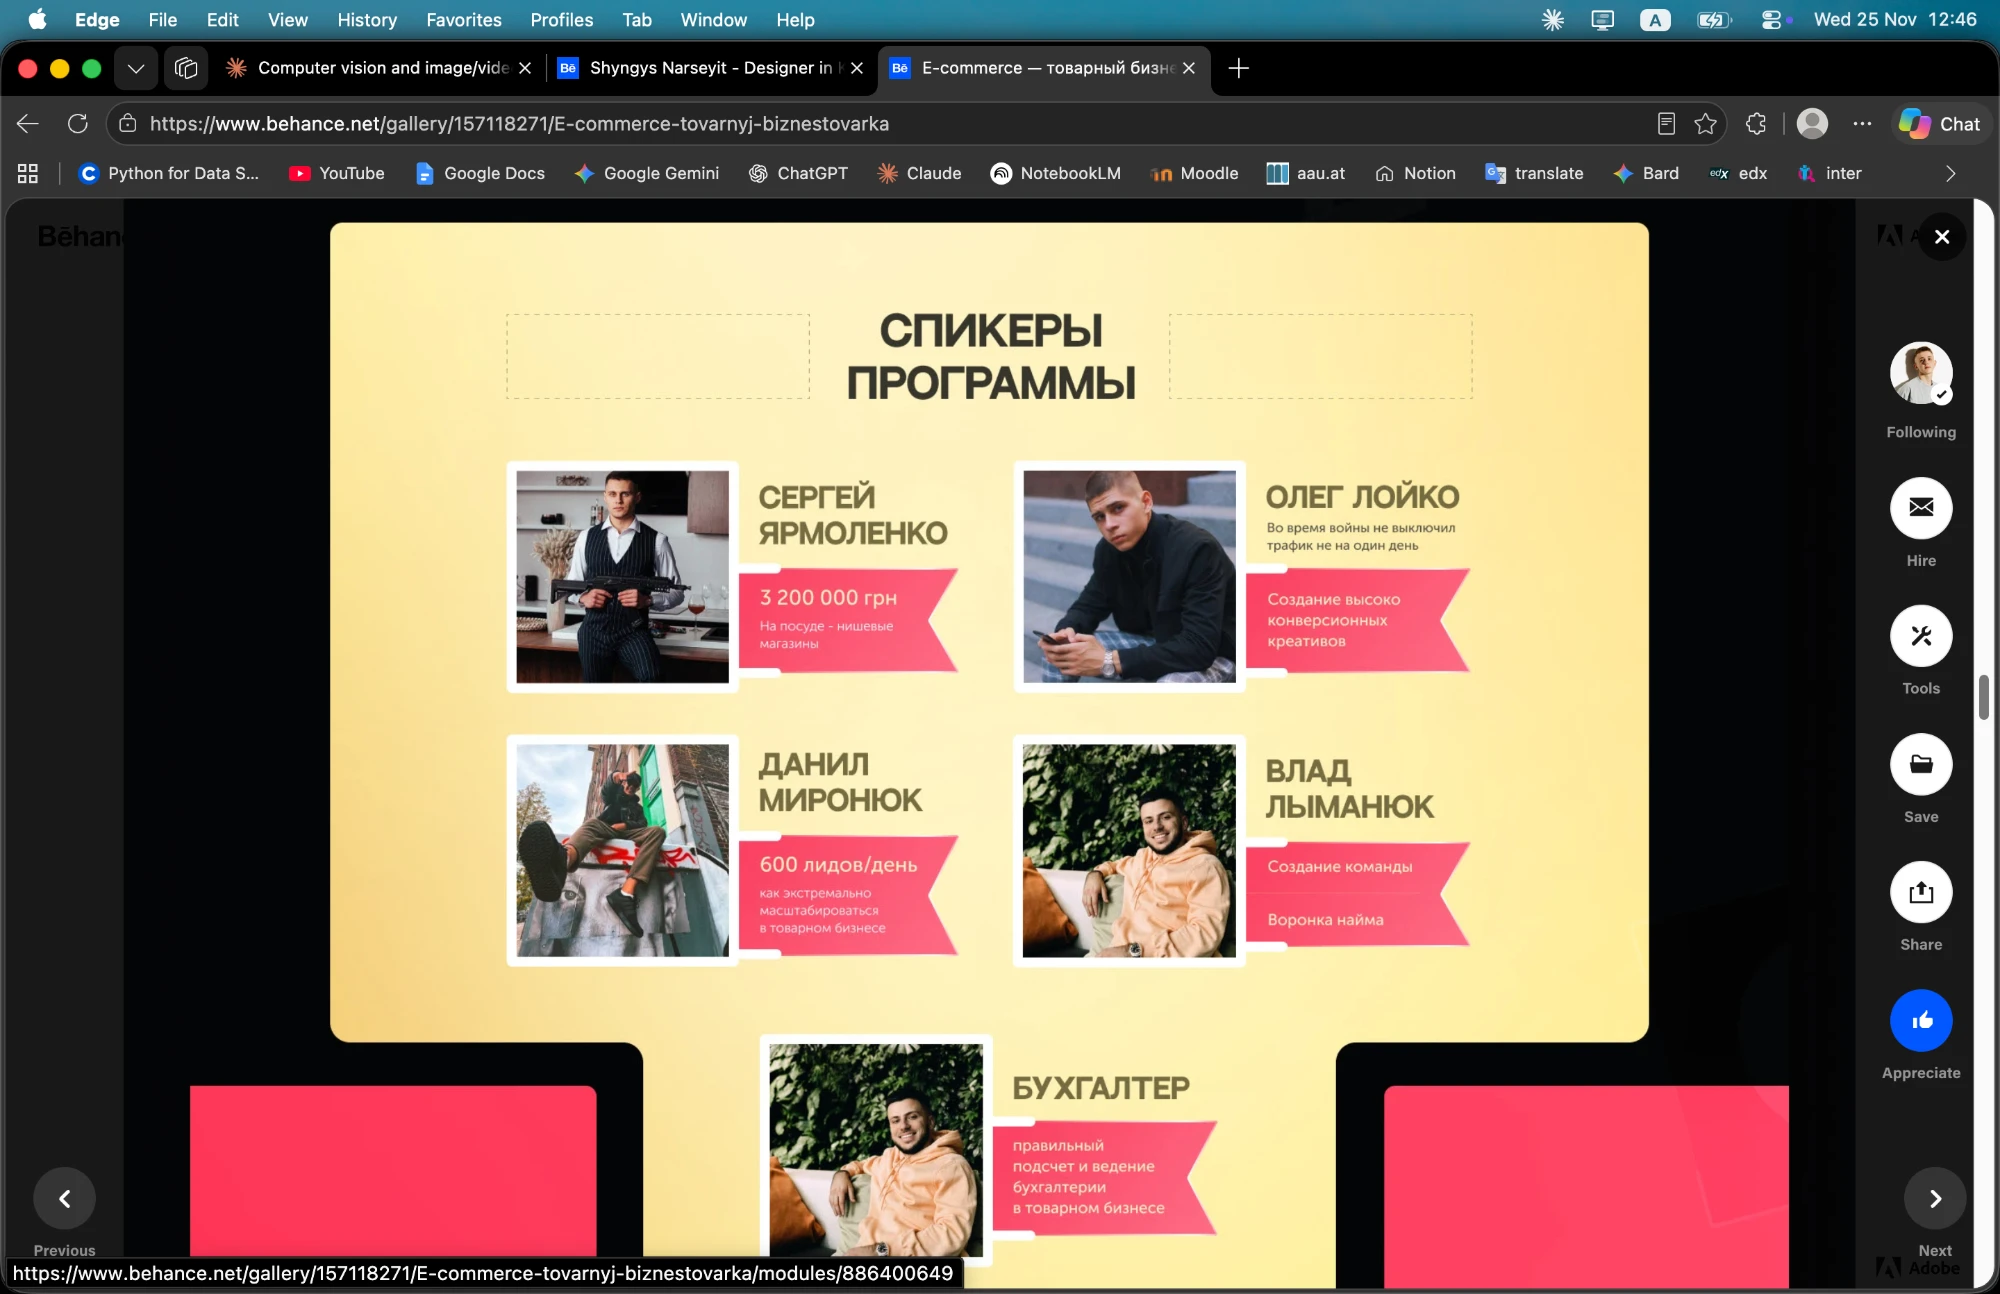 Edge File Edit View History Favorites Profiles Tab Window Help
A
Wed 25 Nov 12:46
Computer vision and image/vide
Bē Shyngys Narseyit - Designer in
Bē E-commerce — товарный бизне
https://www.behance.net/gallery/157118271/E-commerce-tovarnyj-biznestovarka
Chat
Python for Data S... YouTube Google Docs Google Gemini ChatGPT Claude NotebookLM Moodle aau.at Notion translate Bard edx inter
Bēhan
СПИКЕРЫ
ПРОГРАММЫ
СЕРГЕЙ
ЯРМОЛЕНКО
3 200 000 грн
На посуде - нишевые
магазины
ОЛЕГ ЛОЙКО
Во время войны не выключил
трафик не на один день
Создание высоко
конверсионных
креативов
ДАНИЛ
МИРОНЮК
600 лидов/день
как экстремально
масштабироваться
в товарном бизнесе
ВЛАД
ЛЫМАНЮК
Создание команды
Воронка найма
БУХГАЛТЕР
правильный
подсчет и ведение
бухгалтерии
в товарном бизнесе
Following
Hire
Tools
Save
Share
Appreciate
Previous
Next
Adobe
https://www.behance.net/gallery/157118271/E-commerce-tovarnyj-biznestovarka/modules/886400649